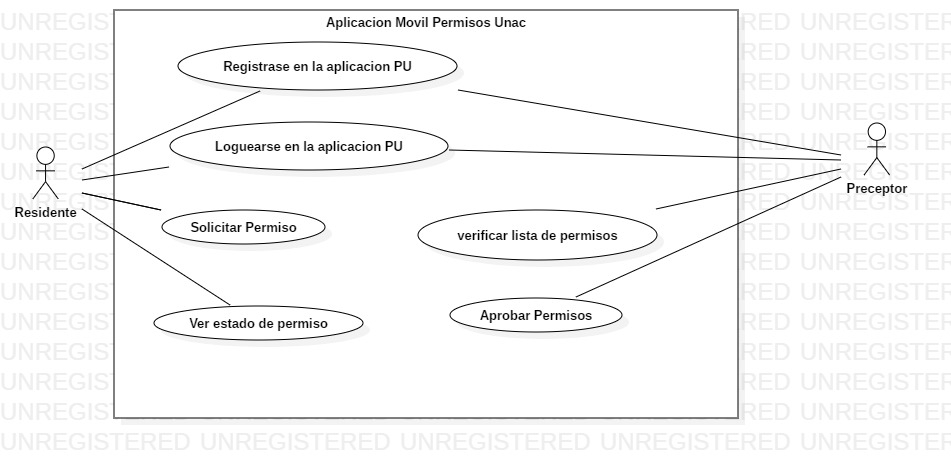 Aplicacion Movil Permisos Unac
Registrase en la aplicacion PU
Loguearse en la aplicacion PU
Residente
Preceptor
Solicitar Permiso
verificar lista de permisos
Ver estado de permiso
Aprobar Permisos
UNREGISTERED UNREGISTERED UNREGISTERED UNREGISTERED UNREGISTERED